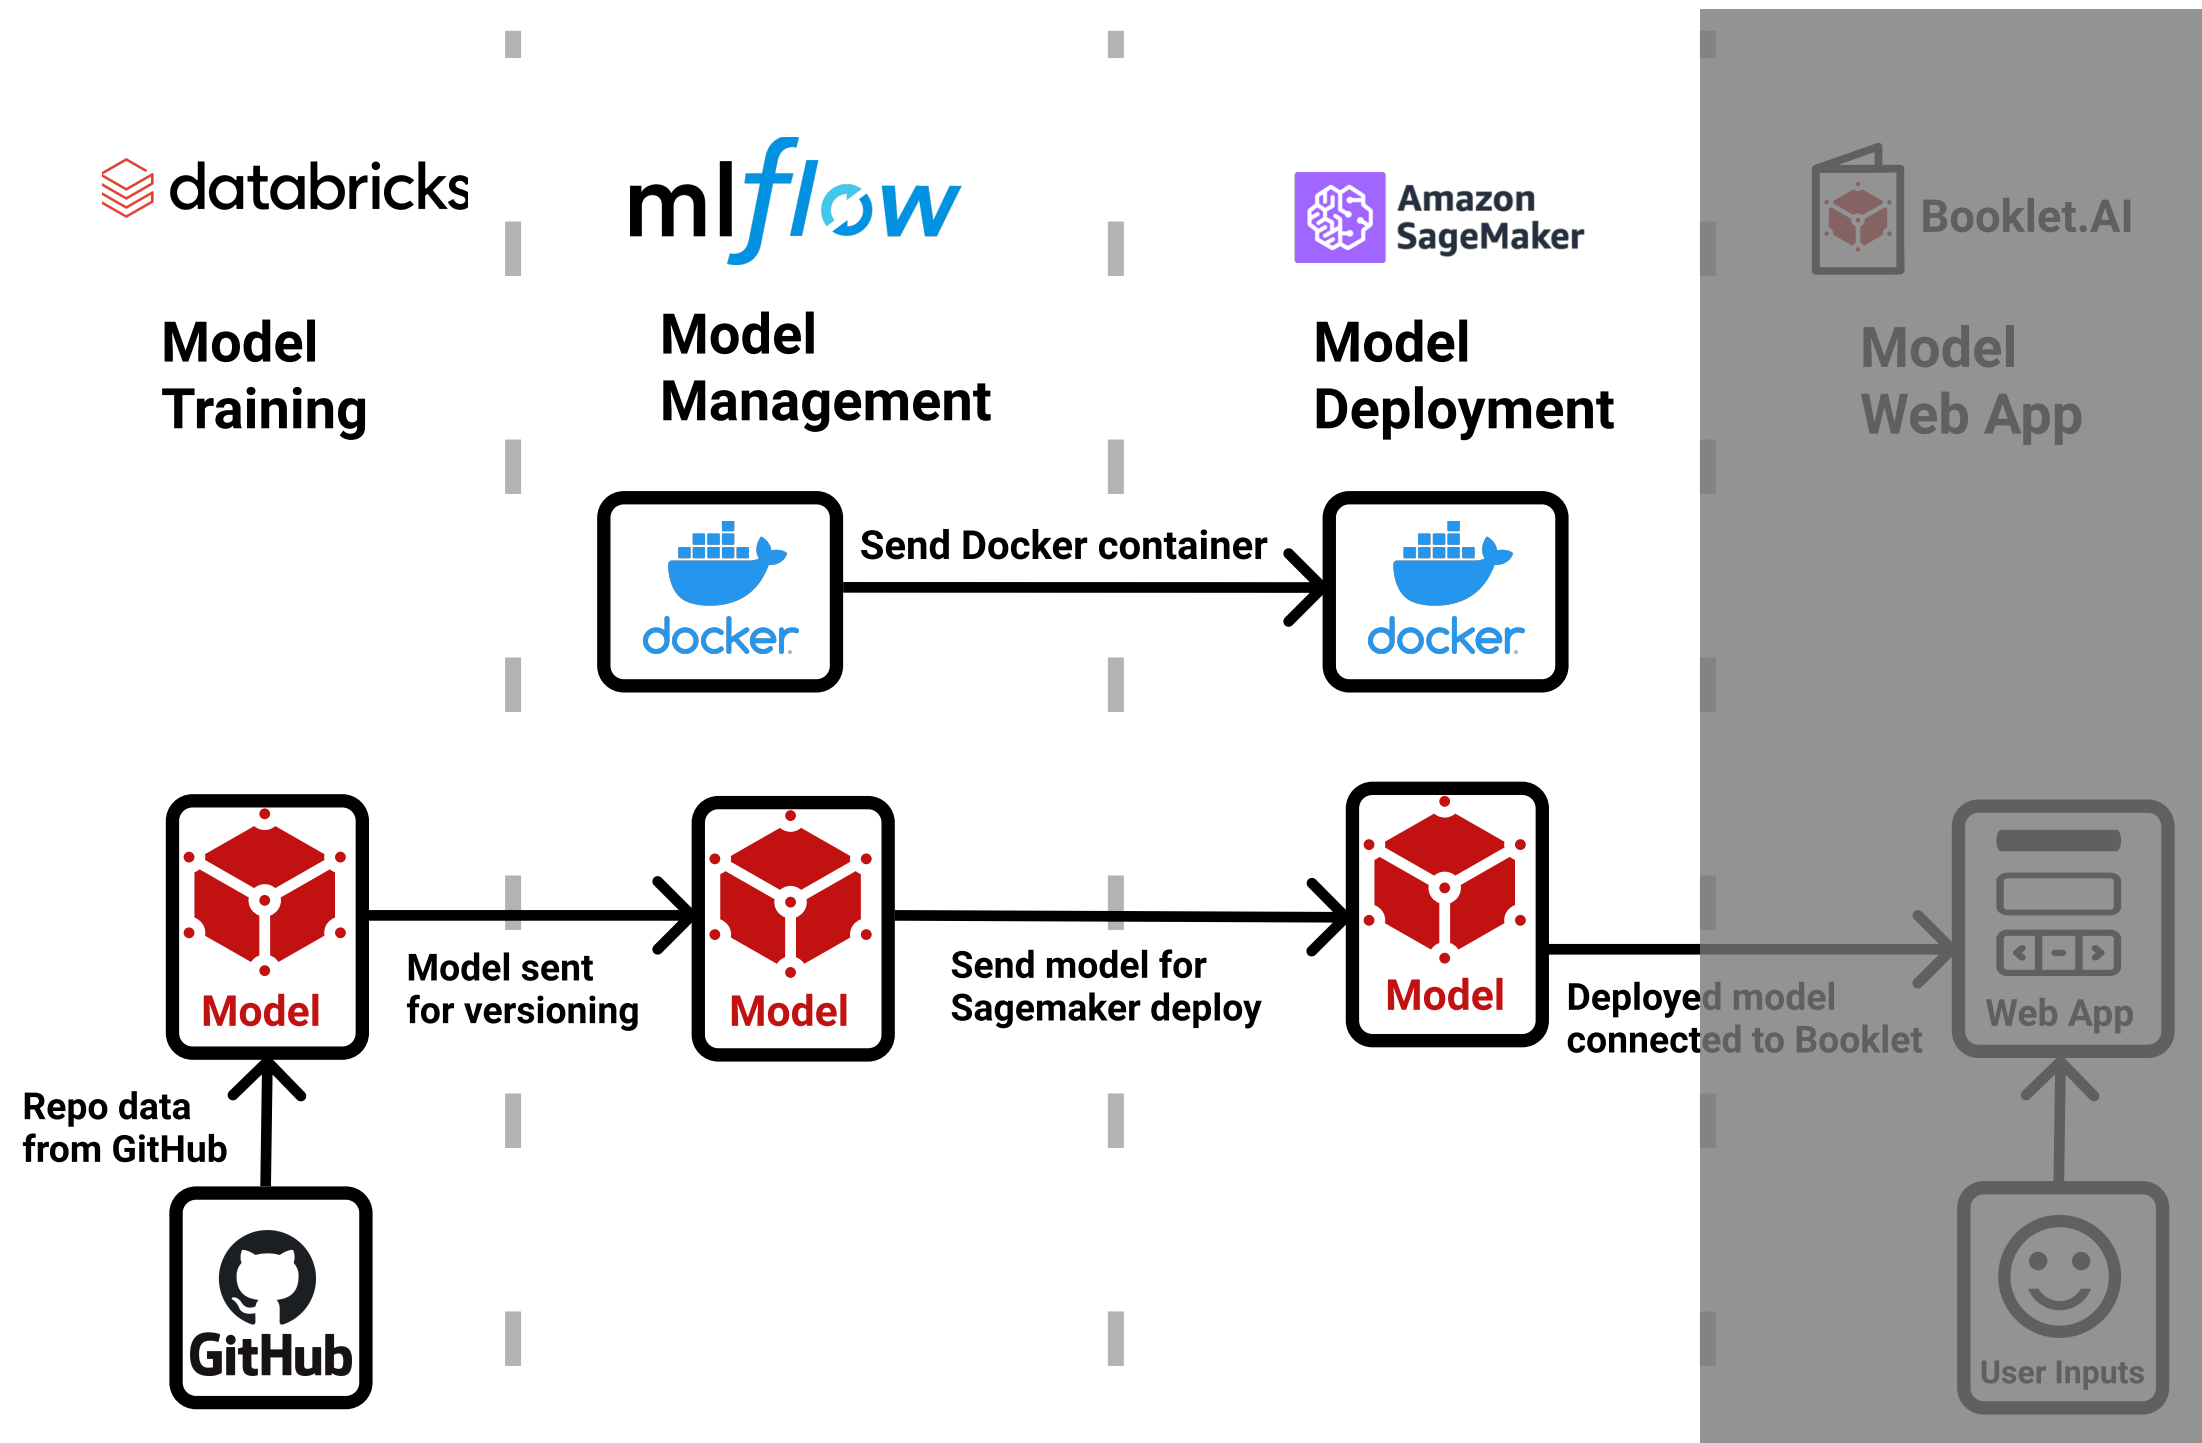 databricks
Model
Training
mlflow
Model
Management
Amazon
SageMaker
Model
Deployment
Booklet.AI
Model
Web App
docker
Send Docker container
docker
Model
Model sent
for versioning
Model
Send model for
Sagemaker deploy
Model
Deployed model
connected to Booklet
Web App
Repo data
from GitHub
GitHub
User Inputs